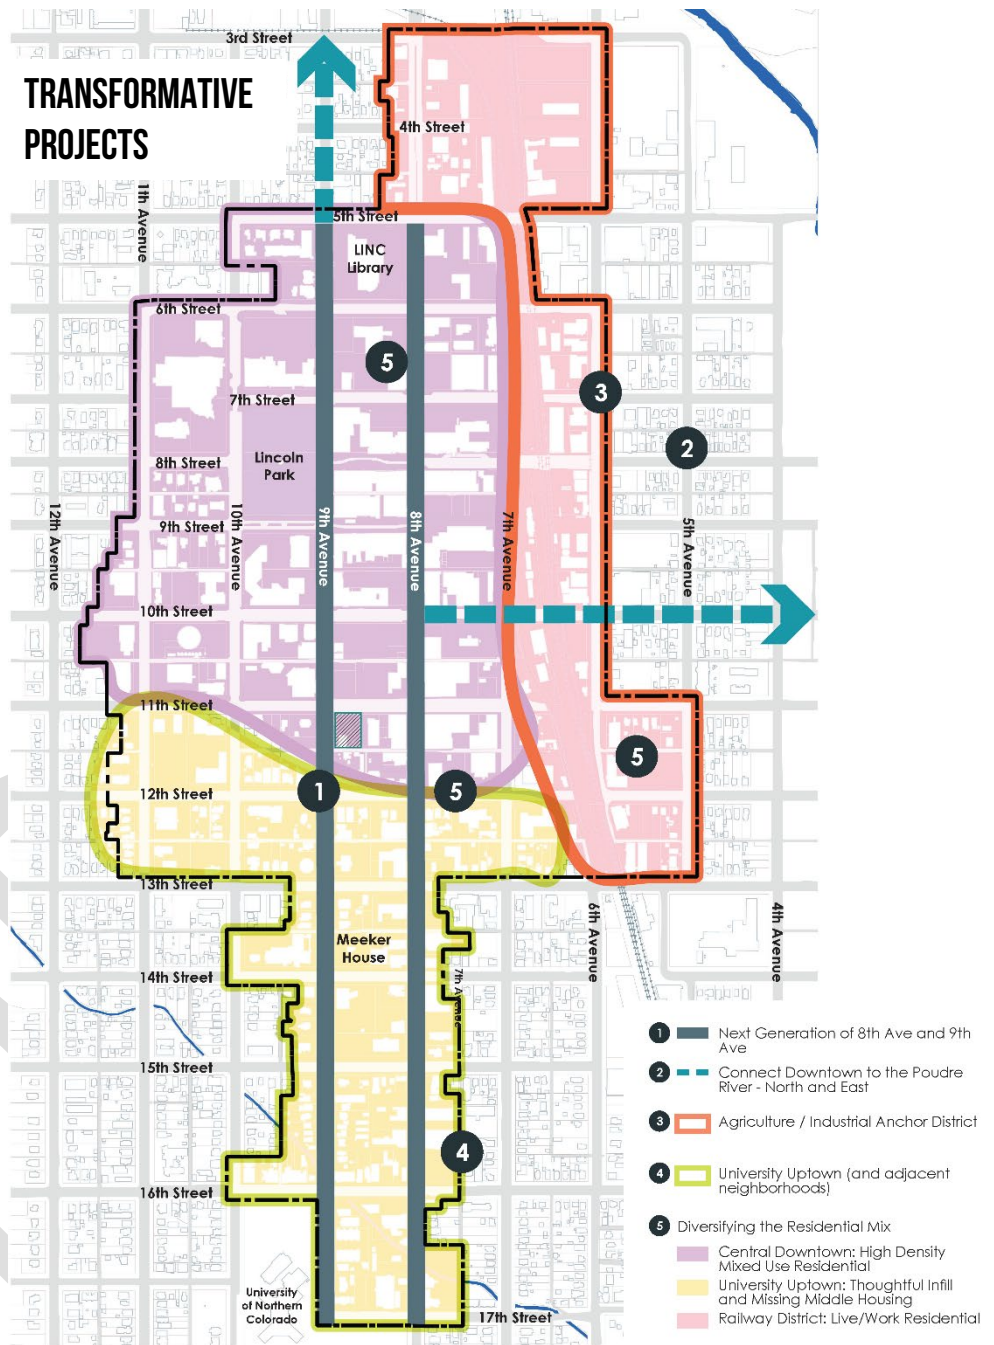 3rd Street
TRANSFORMATIVE
PROJECTS
4th Street
1th Avenue
5th Street
LINC
Library
6th Street
5
7th Street
3
2
8th Street
Lincoln
Park
12th Avenue
9th Street
10th Avenue
9th Avenue
8th Avenue
7th Avenue
5th Avenue
10th Street
11th Street
5
12th Street
1
5
13th Street
6th Avenue
4th Avenue
Meeker
House
14th Street
7th Avenue
15th Street
4
16th Street
University
of Northern
Colorado
17th Street
1 Next Generation of 8th Ave and 9th
Ave
2 Connect Downtown to the Poudre
River - North and East
3 Agriculture / Industrial Anchor District
4 University Uptown (and adjacent
neighborhoods)
5 Diversifying the Residential Mix
Central Downtown: High Density
Mixed Use Residential
University Uptown: Thoughtful Infill
and Missing Middle Housing
Railway District: Live/Work Residential